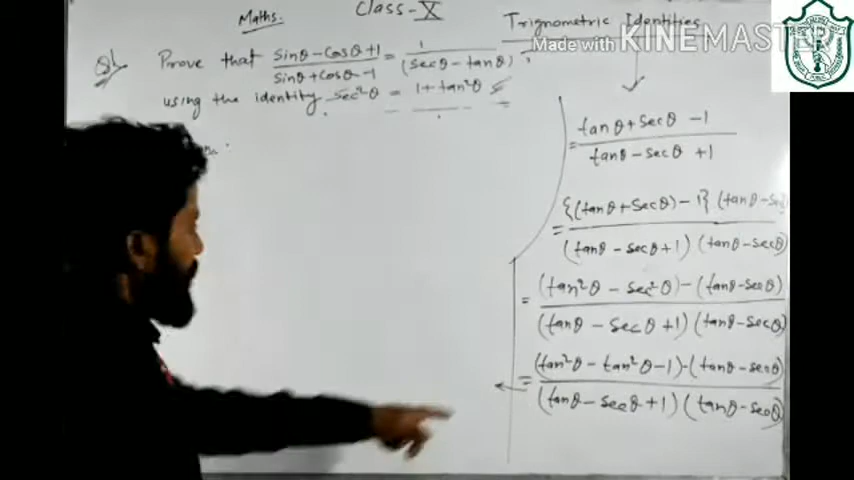 Maths.
Class-X
Trignometric Identities
Made with KINEMASTER
Q1. Prove that (sinθ - cosθ + 1)/(sinθ + cosθ - 1) = 1/(secθ - tanθ),
using the identity sec²θ = 1 + tan²θ
= (tanθ + secθ - 1)/(tanθ - secθ + 1)
= {(tanθ + secθ) - 1} (tanθ - sec
(tanθ - secθ + 1) (tanθ - secθ)
= (tan²θ - sec²θ) - (tanθ - secθ)
(tanθ - secθ + 1) (tanθ - secθ)
= (tan²θ - tan²θ - 1) - (tanθ - secθ)
(tanθ - secθ + 1) (tanθ - secθ)